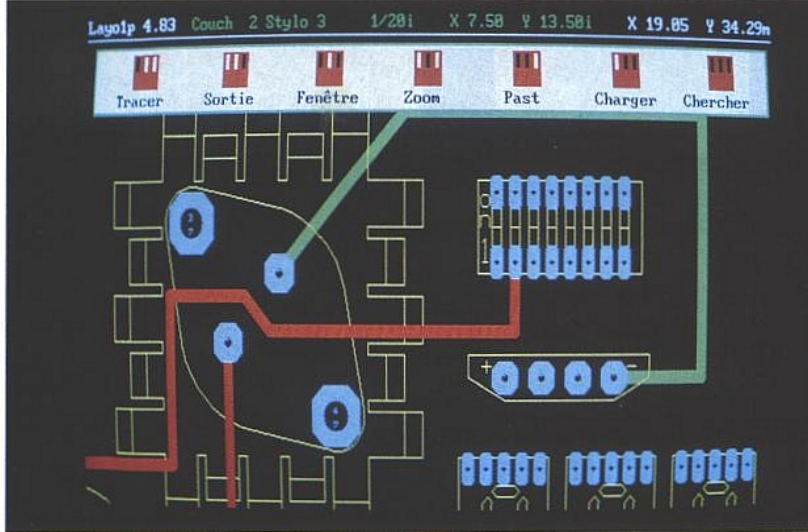 Layo1p 4.83 Couch 2 Stylo 3 1/20i X 7.50 Y 13.50i X 19.05 Y 34.29m
Tracer Sortie Fenêtre Zoom Past Charger Chercher
+ −